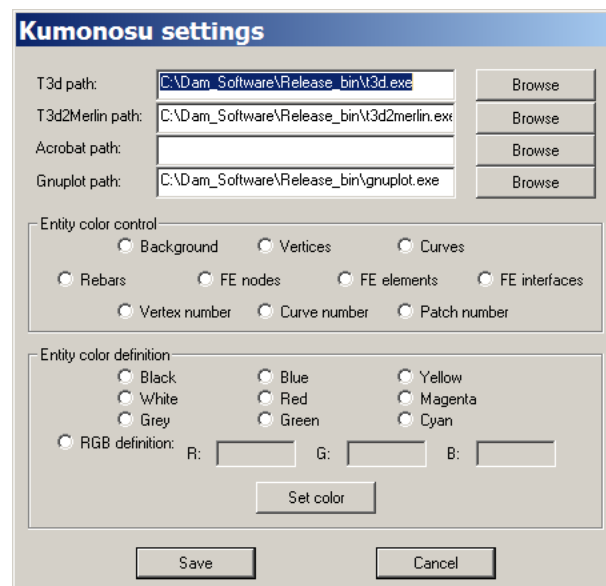 Kumonosu settings
T3d path: C:\Dam_Software\Release_bin\t3d.exe Browse
T3d2Merlin path: C:\Dam_Software\Release_bin\t3d2merlin.exe Browse
Acrobat path: Browse
Gnuplot path: C:\Dam_Software\Release_bin\gnuplot.exe Browse
Entity color control
Background Vertices Curves
Rebars FE nodes FE elements FE interfaces
Vertex number Curve number Patch number
Entity color definition
Black Blue Yellow
White Red Magenta
Grey Green Cyan
RGB definition: R: G: B:
Set color
Save Cancel